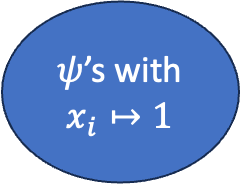 ψ's with
xᵢ ↦ 1